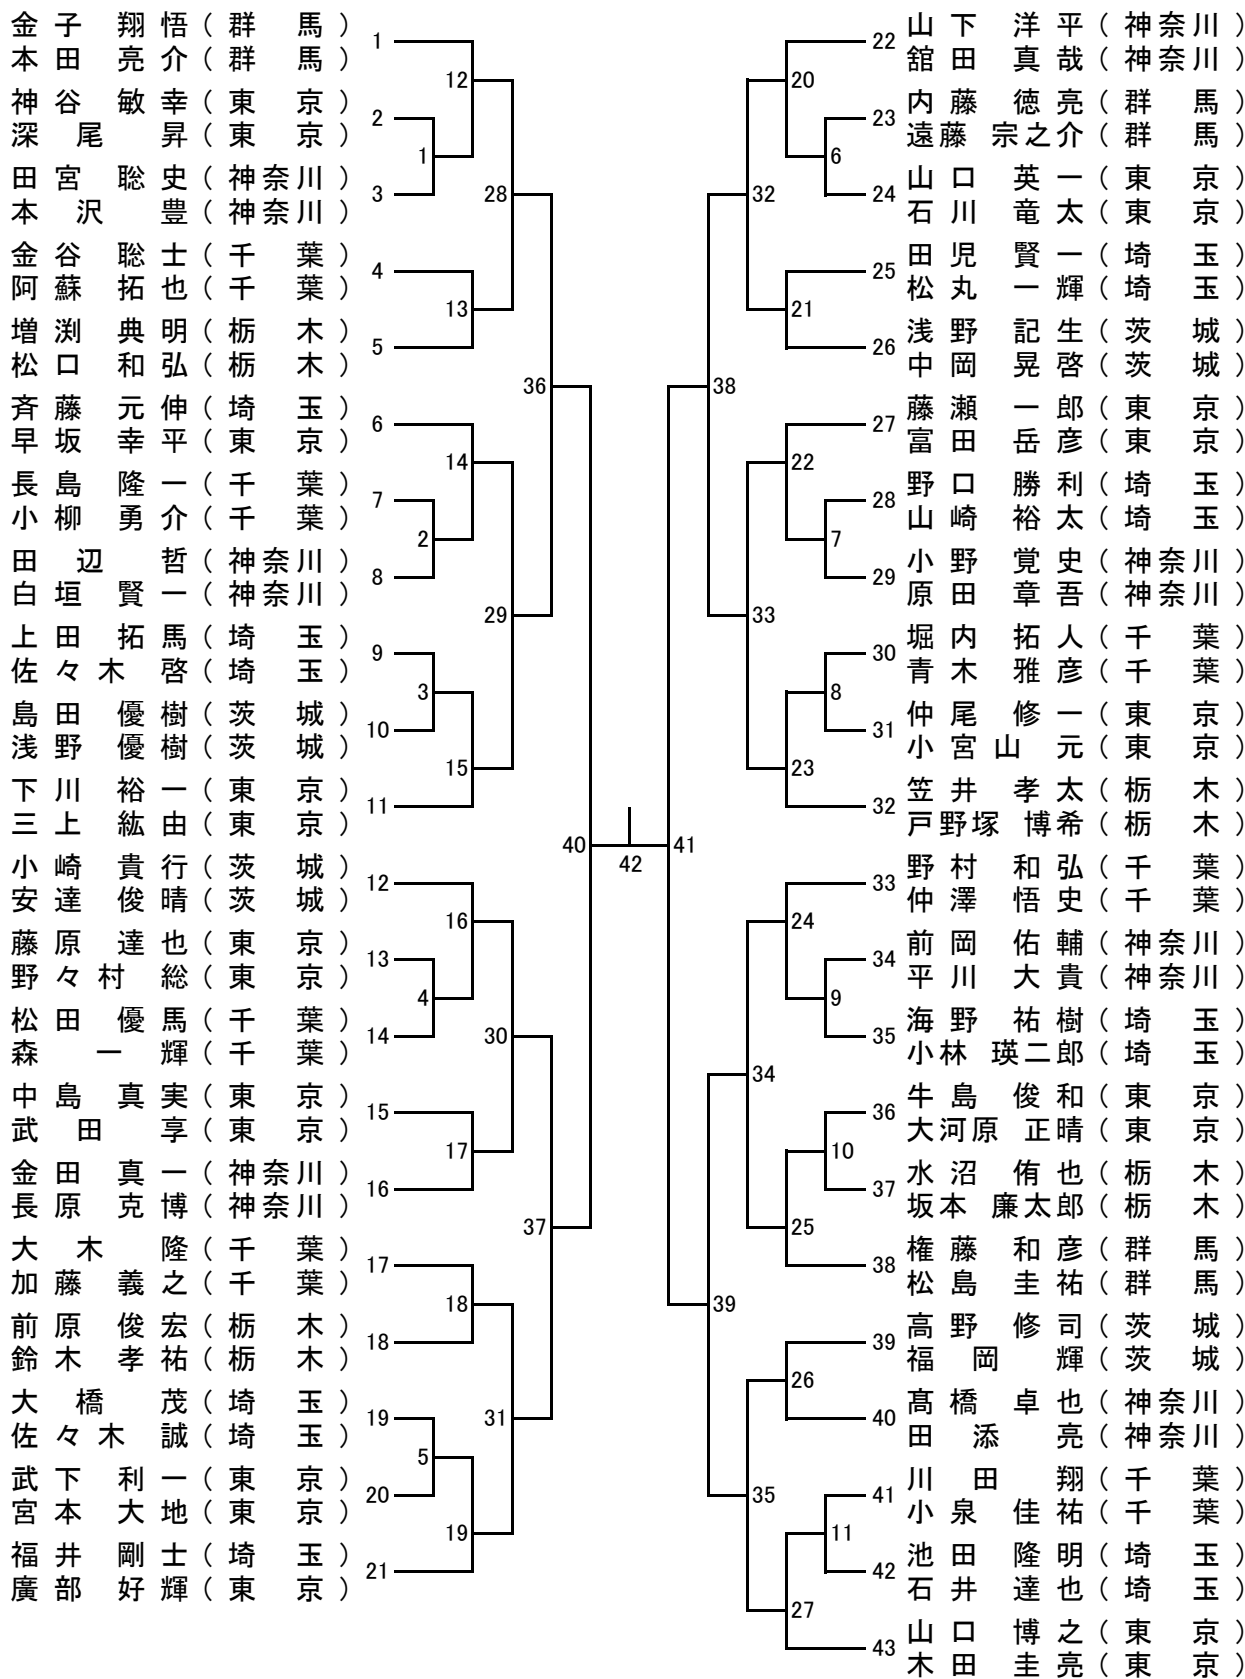 金子 翔悟(群 馬)
1
本田 亮介(群 馬)
神谷 敏幸(東 京)
2
深尾 昇(東 京)
田宮 聡史(神奈川)
3
本沢 豊(神奈川)
金谷 聡士(千 葉)
4
阿蘇 拓也(千 葉)
増渕 典明(栃 木)
5
松口 和弘(栃 木)
斉藤 元伸(埼 玉)
6
早坂 幸平(東 京)
長島 隆一(千 葉)
7
小柳 勇介(千 葉)
田辺 哲(神奈川)
8
白垣 賢一(神奈川)
上田 拓馬(埼 玉)
9
佐々木 啓(埼 玉)
島田 優樹(茨 城)
10
浅野 優樹(茨 城)
下川 裕一(東 京)
11
三上 紘由(東 京)
小崎 貴行(茨 城)
12
安達 俊晴(茨 城)
藤原 達也(東 京)
13
野々村 総(東 京)
松田 優馬(千 葉)
14
森 一輝(千 葉)
中島 真実(東 京)
15
武田 享(東 京)
金田 真一(神奈川)
16
長原 克博(神奈川)
大木 隆(千 葉)
17
加藤 義之(千 葉)
前原 俊宏(栃 木)
18
鈴木 孝祐(栃 木)
大橋 茂(埼 玉)
19
佐々木 誠(埼 玉)
武下 利一(東 京)
20
宮本 大地(東 京)
福井 剛士(埼 玉)
21
廣部 好輝(東 京)
1
2
3
4
5
12
13
14
15
16
17
18
19
28
29
30
31
36
37
40
42
41
38
39
32
33
34
35
20
21
22
23
24
25
26
27
6
7
8
9
10
11
山下 洋平(神奈川)
22
舘田 真哉(神奈川)
内藤 徳亮(群 馬)
23
遠藤 宗之介(群 馬)
山口 英一(東 京)
24
石川 竜太(東 京)
田児 賢一(埼 玉)
25
松丸 一輝(埼 玉)
浅野 記生(茨 城)
26
中岡 晃啓(茨 城)
藤瀬 一郎(東 京)
27
富田 岳彦(東 京)
野口 勝利(埼 玉)
28
山崎 裕太(埼 玉)
小野 覚史(神奈川)
29
原田 章吾(神奈川)
堀内 拓人(千 葉)
30
青木 雅彦(千 葉)
仲尾 修一(東 京)
31
小宮山 元(東 京)
笠井 孝太(栃 木)
32
戸野塚 博希(栃 木)
野村 和弘(千 葉)
33
仲澤 悟史(千 葉)
前岡 佑輔(神奈川)
34
平川 大貴(神奈川)
海野 祐樹(埼 玉)
35
小林 瑛二郎(埼 玉)
牛島 俊和(東 京)
36
大河原 正晴(東 京)
水沼 侑也(栃 木)
37
坂本 廉太郎(栃 木)
権藤 和彦(群 馬)
38
松島 圭祐(群 馬)
高野 修司(茨 城)
39
福岡 輝(茨 城)
髙橋 卓也(神奈川)
40
田添 亮(神奈川)
川田 翔(千 葉)
41
小泉 佳祐(千 葉)
池田 隆明(埼 玉)
42
石井 達也(埼 玉)
山口 博之(東 京)
43
木田 圭亮(東 京)